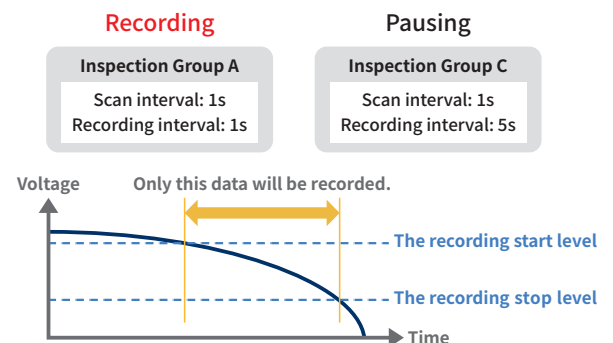 Recording
Pausing
Inspection Group A
Scan interval: 1s
Recording interval: 1s
Inspection Group C
Scan interval: 1s
Recording interval: 5s
Voltage
Only this data will be recorded.
The recording start level
The recording stop level
Time